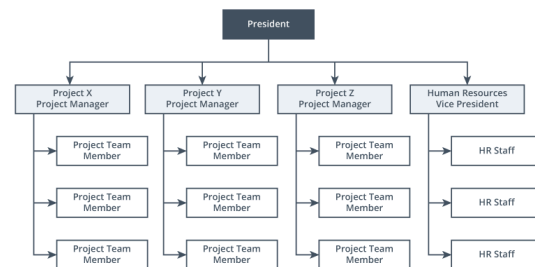 President
Project X
Project Manager
Project Y
Project Manager
Project Z
Project Manager
Human Resources
Vice President
Project Team
Member
Project Team
Member
Project Team
Member
HR Staff
Project Team
Member
Project Team
Member
Project Team
Member
HR Staff
Project Team
Member
Project Team
Member
Project Team
Member
HR Staff